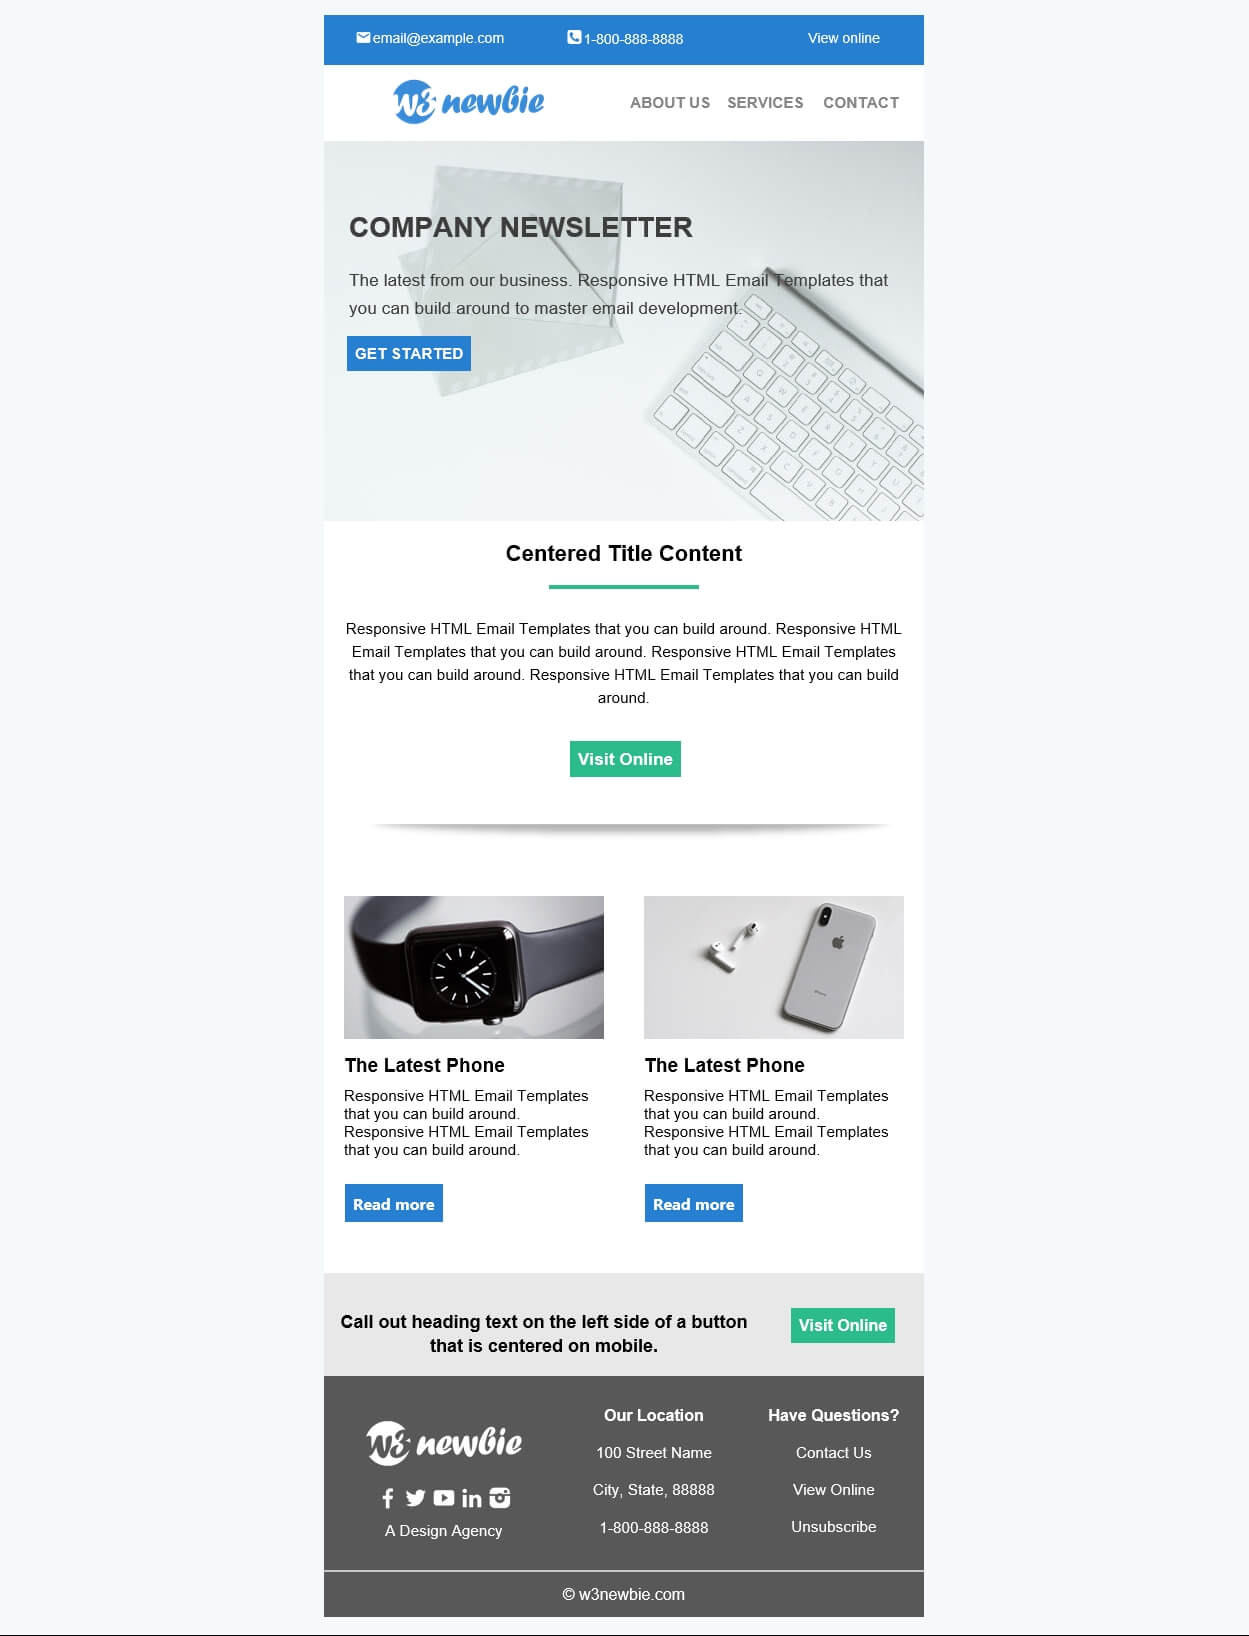 email@example.com
1-800-888-8888
View online
W3 newbie
ABOUT US
SERVICES
CONTACT
COMPANY NEWSLETTER
The latest from our business. Responsive HTML Email Templates that
you can build around to master email development.
GET STARTED
Centered Title Content
Responsive HTML Email Templates that you can build around. Responsive HTML
Email Templates that you can build around. Responsive HTML Email Templates
that you can build around. Responsive HTML Email Templates that you can build
around.
Visit Online
The Latest Phone
Responsive HTML Email Templates
that you can build around.
Responsive HTML Email Templates
that you can build around.
Read more
The Latest Phone
Responsive HTML Email Templates
that you can build around.
Responsive HTML Email Templates
that you can build around.
Read more
Call out heading text on the left side of a button
that is centered on mobile.
Visit Online
W3 newbie
A Design Agency
Our Location
100 Street Name
City, State, 88888
1-800-888-8888
Have Questions?
Contact Us
View Online
Unsubscribe
© w3newbie.com